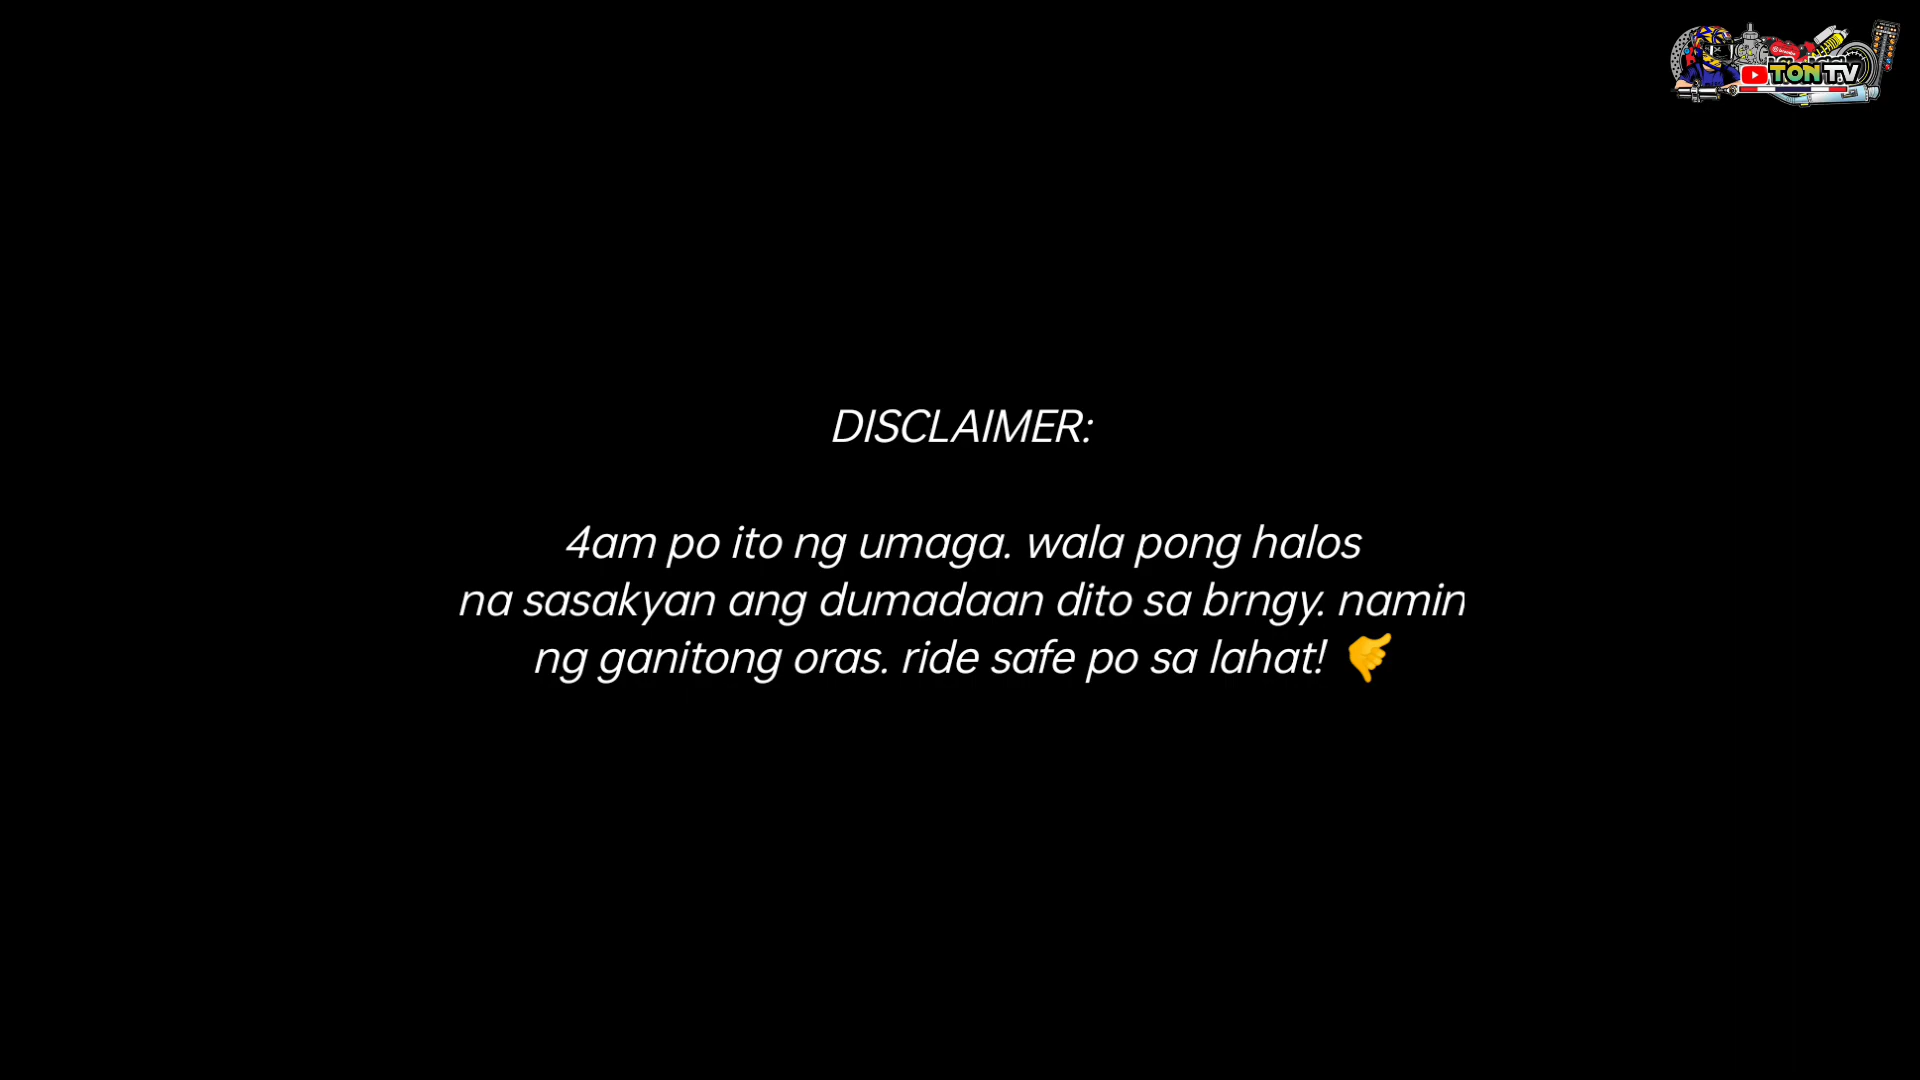 TON TV
DISCLAIMER:
4am po ito ng umaga. wala pong halos
na sasakyan ang dumadaan dito sa brngy. namin
ng ganitong oras. ride safe po sa lahat! 🤙